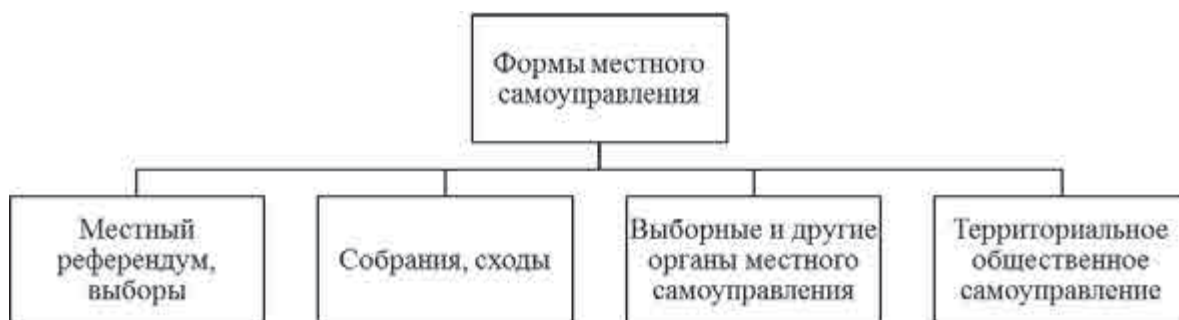 Формы местного
самоуправления
Местный
референдум,
выборы
Собрания, сходы
Выборные и другие
органы местного
самоуправления
Территориальное
общественное
самоуправление